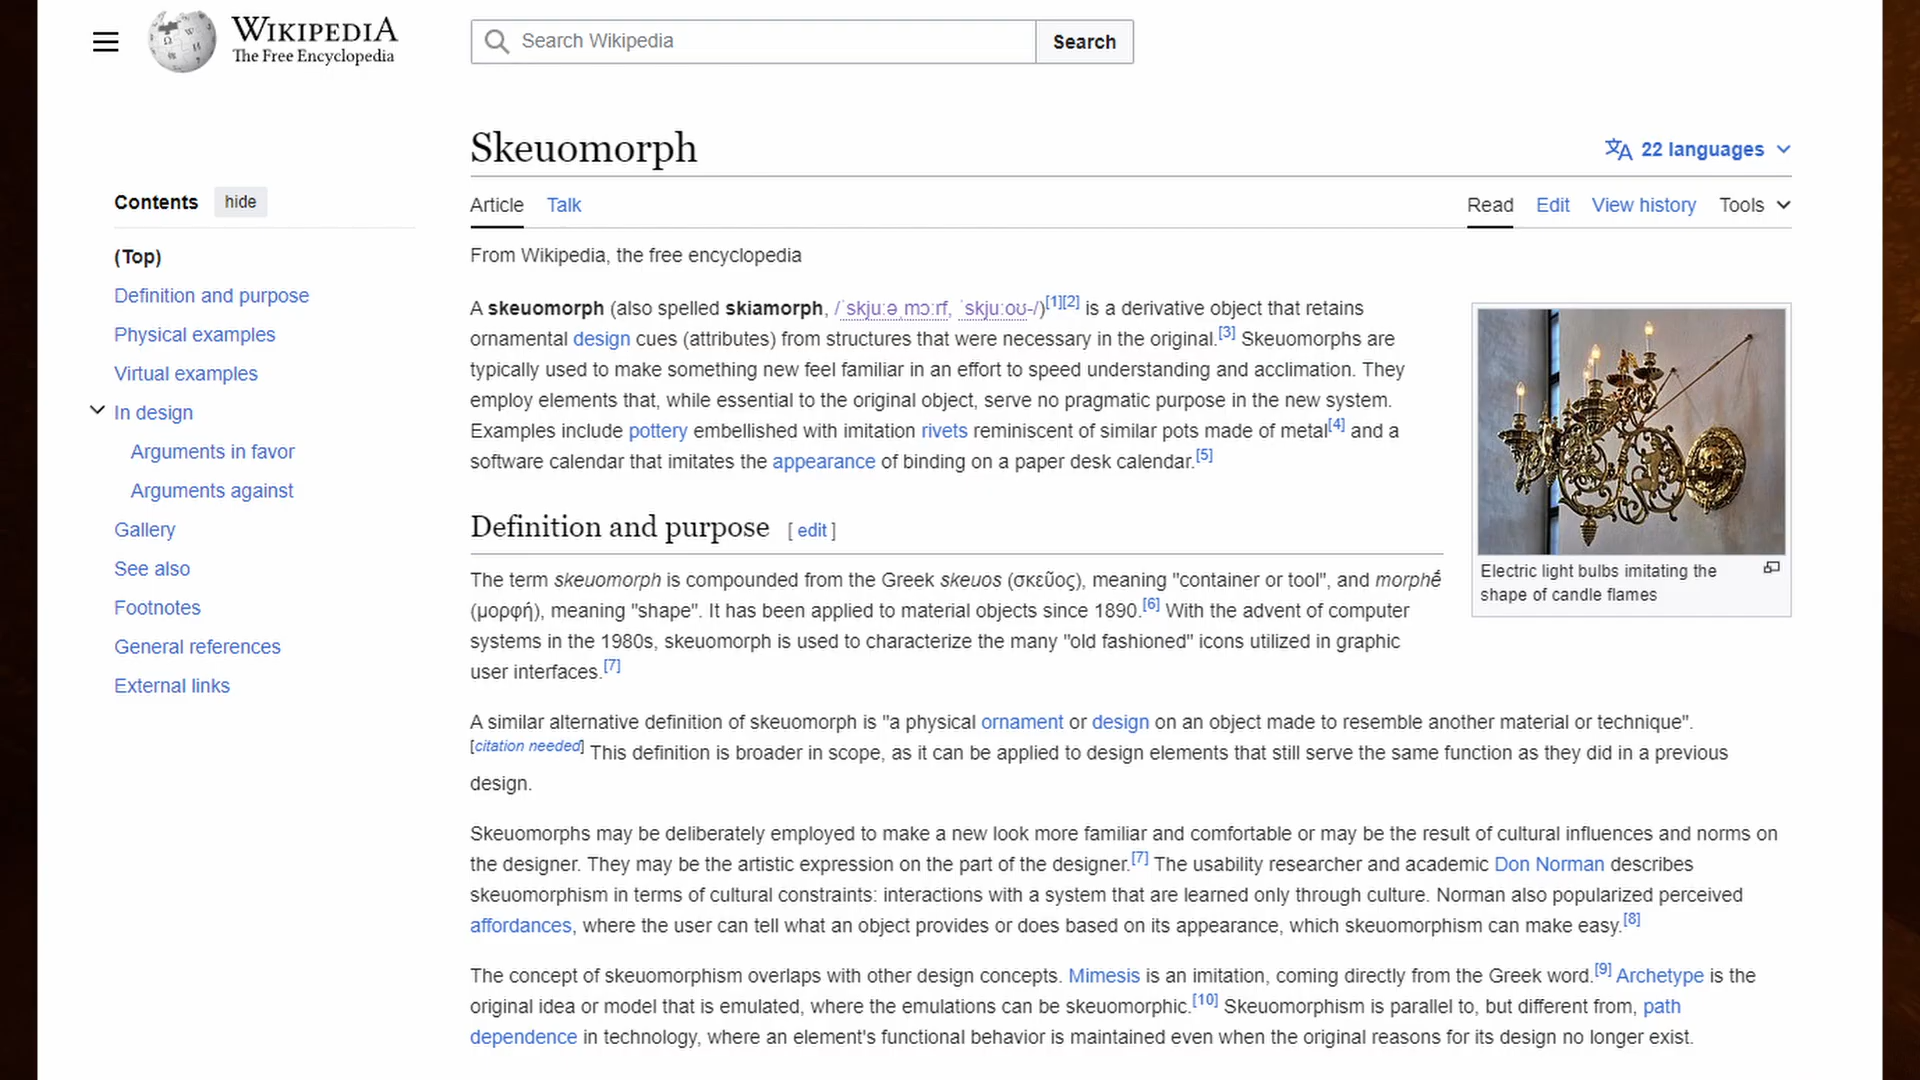 WIKIPEDIA
The Free Encyclopedia
Search Wikipedia
Search
Skeuomorph
22 languages
Contents hide
(Top)
Definition and purpose
Physical examples
Virtual examples
In design
Arguments in favor
Arguments against
Gallery
See also
Footnotes
General references
External links
Article Talk
Read Edit View history Tools
From Wikipedia, the free encyclopedia
A skeuomorph (also spelled skiamorph, /ˈskjuːəˌmɔːrf, ˈskjuːoʊ-/)[1][2] is a derivative object that retains
ornamental design cues (attributes) from structures that were necessary in the original.[3] Skeuomorphs are
typically used to make something new feel familiar in an effort to speed understanding and acclimation. They
employ elements that, while essential to the original object, serve no pragmatic purpose in the new system.
Examples include pottery embellished with imitation rivets reminiscent of similar pots made of metal[4] and a
software calendar that imitates the appearance of binding on a paper desk calendar.[5]
Electric light bulbs imitating the
shape of candle flames
Definition and purpose [ edit ]
The term skeuomorph is compounded from the Greek skeuos (σκεῦος), meaning "container or tool", and morphḗ
(μορφή), meaning "shape". It has been applied to material objects since 1890.[6] With the advent of computer
systems in the 1980s, skeuomorph is used to characterize the many "old fashioned" icons utilized in graphic
user interfaces.[7]
A similar alternative definition of skeuomorph is "a physical ornament or design on an object made to resemble another material or technique".
[citation needed] This definition is broader in scope, as it can be applied to design elements that still serve the same function as they did in a previous
design.
Skeuomorphs may be deliberately employed to make a new look more familiar and comfortable or may be the result of cultural influences and norms on
the designer. They may be the artistic expression on the part of the designer.[7] The usability researcher and academic Don Norman describes
skeuomorphism in terms of cultural constraints: interactions with a system that are learned only through culture. Norman also popularized perceived
affordances, where the user can tell what an object provides or does based on its appearance, which skeuomorphism can make easy.[8]
The concept of skeuomorphism overlaps with other design concepts. Mimesis is an imitation, coming directly from the Greek word.[9] Archetype is the
original idea or model that is emulated, where the emulations can be skeuomorphic.[10] Skeuomorphism is parallel to, but different from, path
dependence in technology, where an element's functional behavior is maintained even when the original reasons for its design no longer exist.